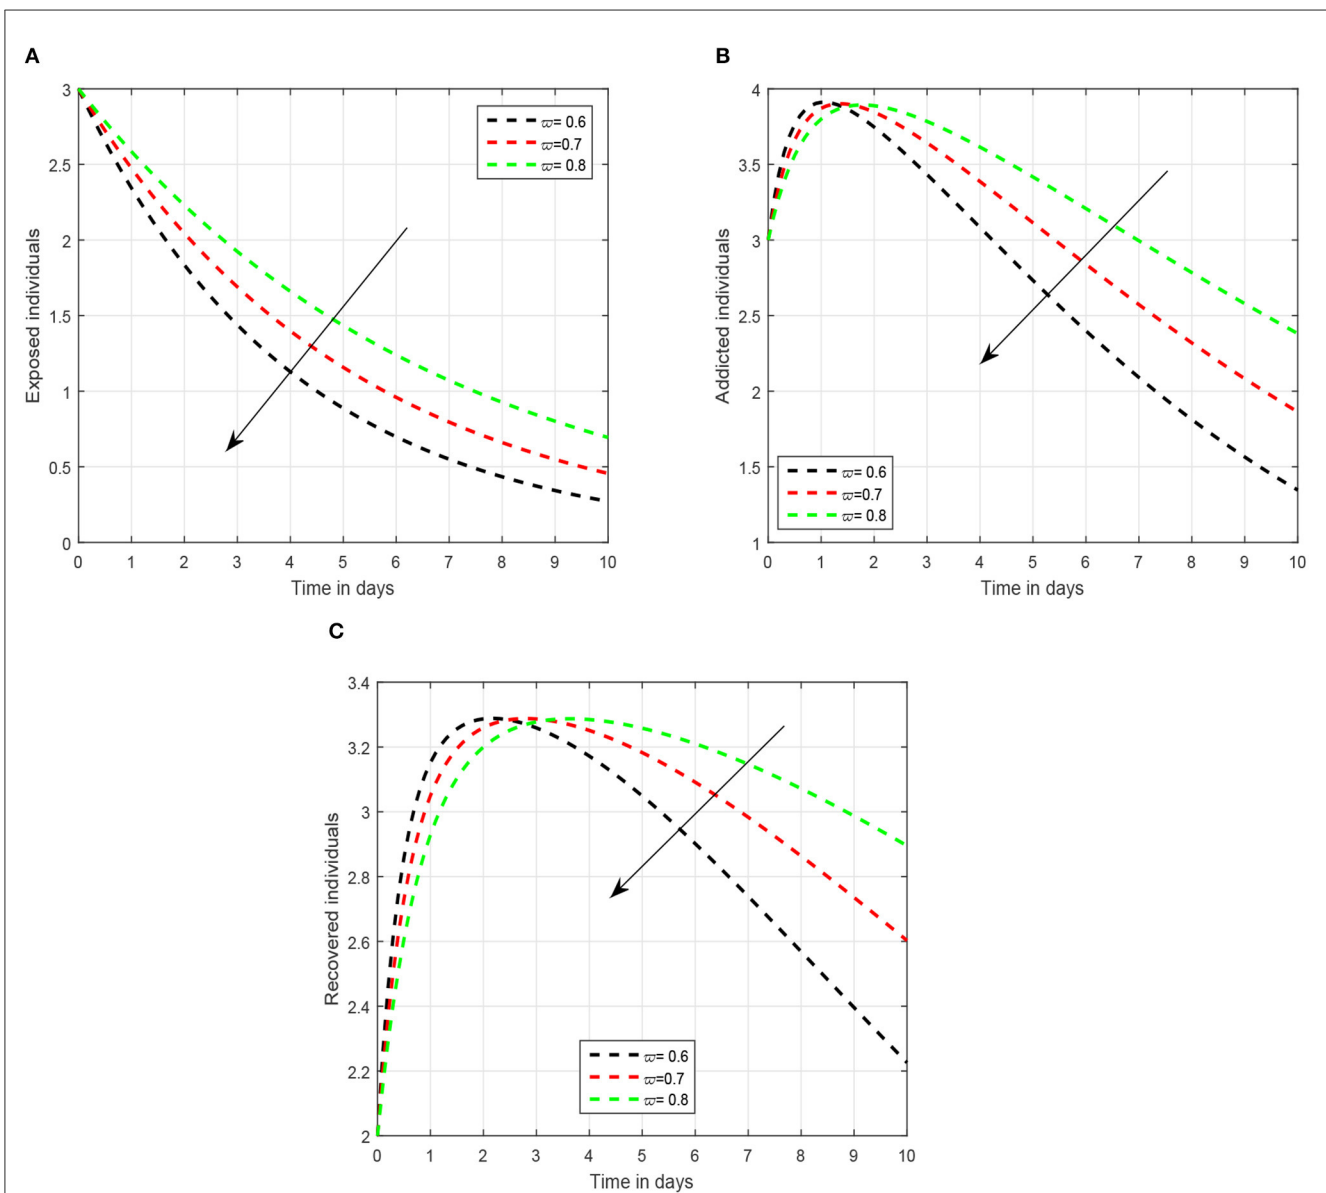 A
B
3
2.5
2
1.5
1
0.5
0
0 1 2 3 4 5 6 7 8 9 10
Exposed individuals
Time in days
ϖ= 0.6
ϖ=0.7
ϖ= 0.8
4
3.5
3
2.5
2
1.5
1
0 1 2 3 4 5 6 7 8 9 10
Addicted individuals
Time in days
ϖ= 0.6
ϖ=0.7
ϖ= 0.8
C
3.4
3.2
3
2.8
2.6
2.4
2.2
2
0 1 2 3 4 5 6 7 8 9 10
Recovered individuals
Time in days
ϖ= 0.6
ϖ=0.7
ϖ= 0.8